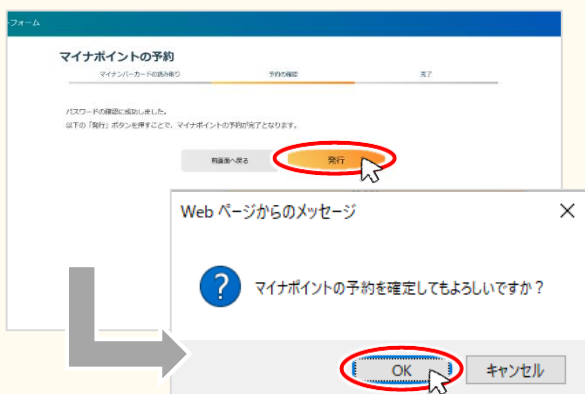 -フォーム
マイナポイントの予約
マイナンバーカードの読み取り
予約の確認
完了
パスワードの確認に成功しました。
以下の「発行」ボタンを押すことで、マイナポイントの予約が完了となります。
前画面へ戻る
発行
Web ページからのメッセージ
マイナポイントの予約を確定してもよろしいですか？
OK
キャンセル